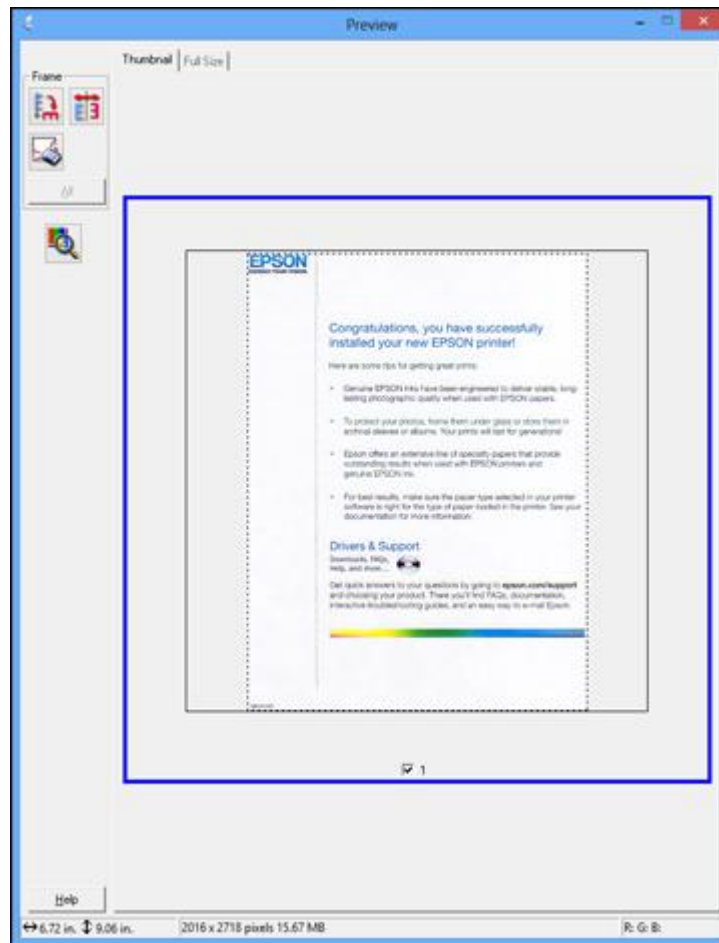 Preview
Thumbnail
Full Size
Frame
All
EPSON
EXCEED YOUR VISION
Congratulations, you have successfully
installed your new EPSON printer!
Here are some tips for getting great prints:
• Genuine EPSON inks have been engineered to deliver stable, long-
lasting photographic quality when used with EPSON papers.
• To protect your photos, frame them under glass or store them in
archival sleeves or albums. Your prints will last for generations!
• Epson offers an extensive line of specialty papers that provide
outstanding results when used with EPSON printers and
genuine EPSON ink.
• For best results, make sure the paper type selected in your printer
software is right for the type of paper loaded in the printer. See your
documentation for more information.
Drivers & Support
Downloads, FAQs,
Help, and more...
Get quick answers to your questions by going to epson.com/support
and choosing your product. There you'll find FAQs, documentation,
interactive troubleshooting guides, and an easy way to e-mail Epson.
1
Help
6.72 in. 9.06 in. 2016 x 2718 pixels 15.67 MB R: G: B: